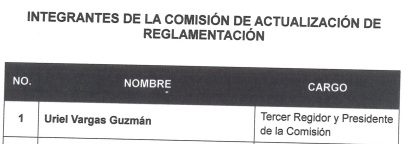 INTEGRANTES DE LA COMISIÓN DE ACTUALIZACIÓN DE
REGLAMENTACIÓN
NO. NOMBRE CARGO
1 Uriel Vargas Guzmán Tercer Regidor y Presidente
de la Comisión